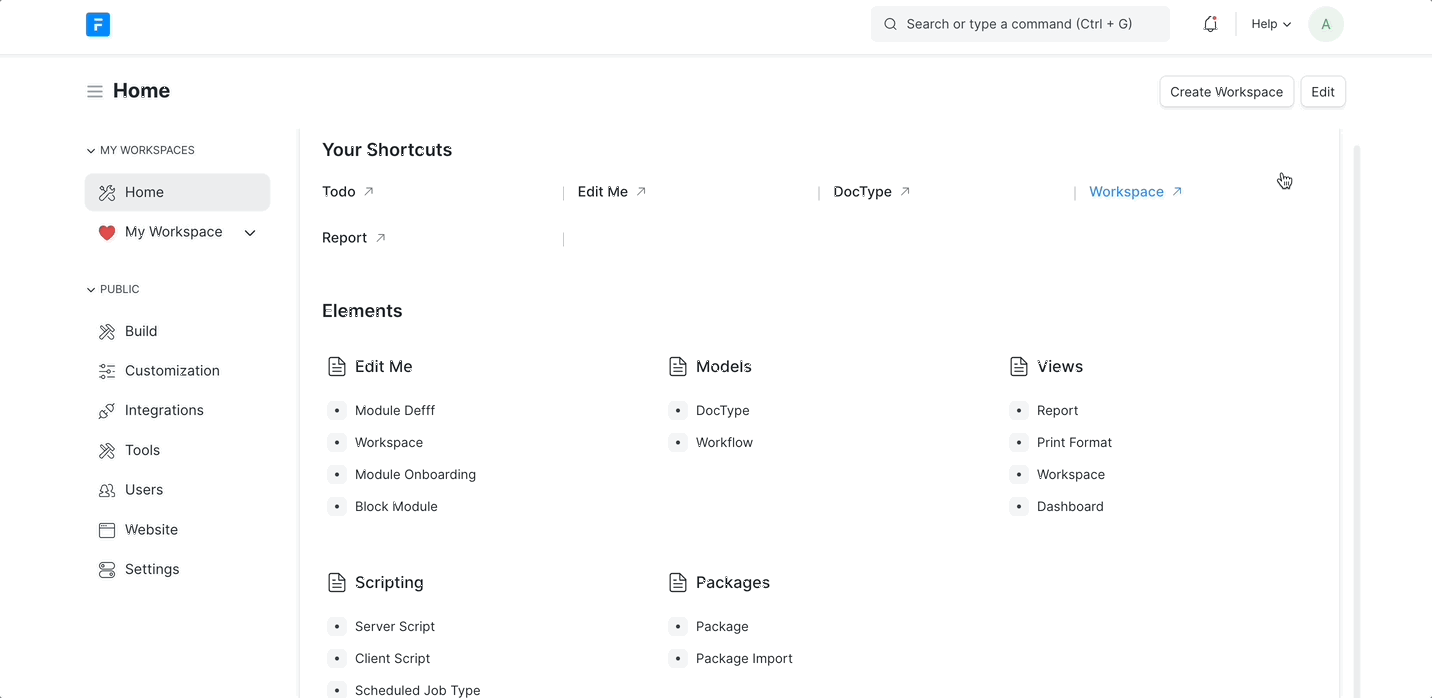 F
Search or type a command (Ctrl + G)
Help
A
Home
Create Workspace
Edit
MY WORKSPACES
Home
My Workspace
PUBLIC
Build
Customization
Integrations
Tools
Users
Website
Settings
Your Shortcuts
Todo
Edit Me
DocType
Workspace
Report
Elements
Edit Me
Module Defff
Workspace
Module Onboarding
Block Module
Models
DocType
Workflow
Views
Report
Print Format
Workspace
Dashboard
Scripting
Server Script
Client Script
Scheduled Job Type
Packages
Package
Package Import